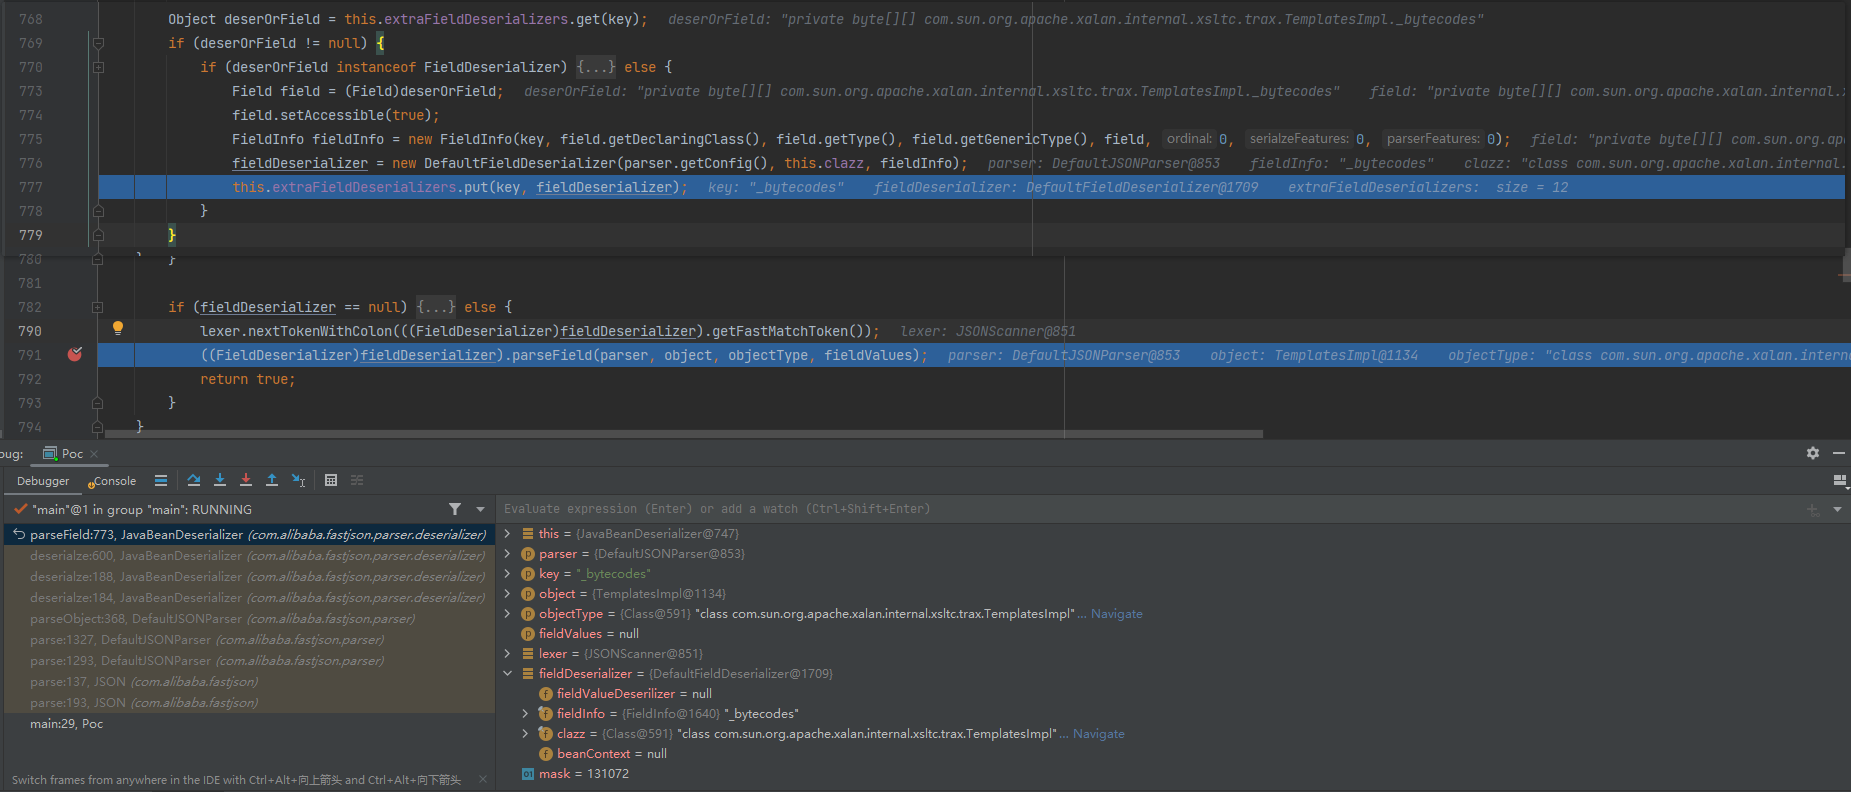 768 Object deserOrField = this.extraFieldDeserializers.get(key); deserOrField: "private byte[][] com.sun.org.apache.xalan.internal.xsltc.trax.TemplatesImpl._bytecodes"
769 if (deserOrField != null) {
770 if (deserOrField instanceof FieldDeserializer) {...} else {
773 Field field = (Field)deserOrField; deserOrField: "private byte[][] com.sun.org.apache.xalan.internal.xsltc.trax.TemplatesImpl._bytecodes" field: "private byte[][] com.sun.org.apache.xalan.internal.x
774 field.setAccessible(true);
775 FieldInfo fieldInfo = new FieldInfo(key, field.getDeclaringClass(), field.getType(), field.getGenericType(), field, ordinal: 0, serialzeFeatures: 0, parserFeatures: 0); field: "private byte[][] com.sun.org.apa
776 fieldDeserializer = new DefaultFieldDeserializer(parser.getConfig(), this.clazz, fieldInfo); parser: DefaultJSONParser@853 fieldInfo: "_bytecodes" clazz: "class com.sun.org.apache.xalan.internal.
777 this.extraFieldDeserializers.put(key, fieldDeserializer); key: "_bytecodes" fieldDeserializer: DefaultFieldDeserializer@1709 extraFieldDeserializers: size = 12
778 }
779 }
780 }
781
782 if (fieldDeserializer == null) {...} else {
790 lexer.nextTokenWithColon(((FieldDeserializer)fieldDeserializer).getFastMatchToken()); lexer: JSONScanner@851
791 ((FieldDeserializer)fieldDeserializer).parseField(parser, object, objectType, fieldValues); parser: DefaultJSONParser@853 object: TemplatesImpl@1134 objectType: "class com.sun.org.apache.xalan.interna
792 return true;
793 }
794 }
bug: Poc
Debugger Console
"main"@1 in group "main": RUNNING
parseField:773, JavaBeanDeserializer (com.alibaba.fastjson.parser.deserializer)
deserialze:600, JavaBeanDeserializer (com.alibaba.fastjson.parser.deserializer)
deserialze:188, JavaBeanDeserializer (com.alibaba.fastjson.parser.deserializer)
deserialze:184, JavaBeanDeserializer (com.alibaba.fastjson.parser.deserializer)
parseObject:368, DefaultJSONParser (com.alibaba.fastjson.parser)
parse:1327, DefaultJSONParser (com.alibaba.fastjson.parser)
parse:1293, DefaultJSONParser (com.alibaba.fastjson.parser)
parse:137, JSON (com.alibaba.fastjson)
parse:193, JSON (com.alibaba.fastjson)
main:29, Poc
Switch frames from anywhere in the IDE with Ctrl+Alt+向上箭头 and Ctrl+Alt+向下箭头
Evaluate expression (Enter) or add a watch (Ctrl+Shift+Enter)
this = {JavaBeanDeserializer@747}
parser = {DefaultJSONParser@853}
key = "_bytecodes"
object = {TemplatesImpl@1134}
objectType = {Class@591} "class com.sun.org.apache.xalan.internal.xsltc.trax.TemplatesImpl"... Navigate
fieldValues = null
lexer = {JSONScanner@851}
fieldDeserializer = {DefaultFieldDeserializer@1709}
fieldValueDeserilizer = null
fieldInfo = {FieldInfo@1640} "_bytecodes"
clazz = {Class@591} "class com.sun.org.apache.xalan.internal.xsltc.trax.TemplatesImpl"... Navigate
beanContext = null
mask = 131072